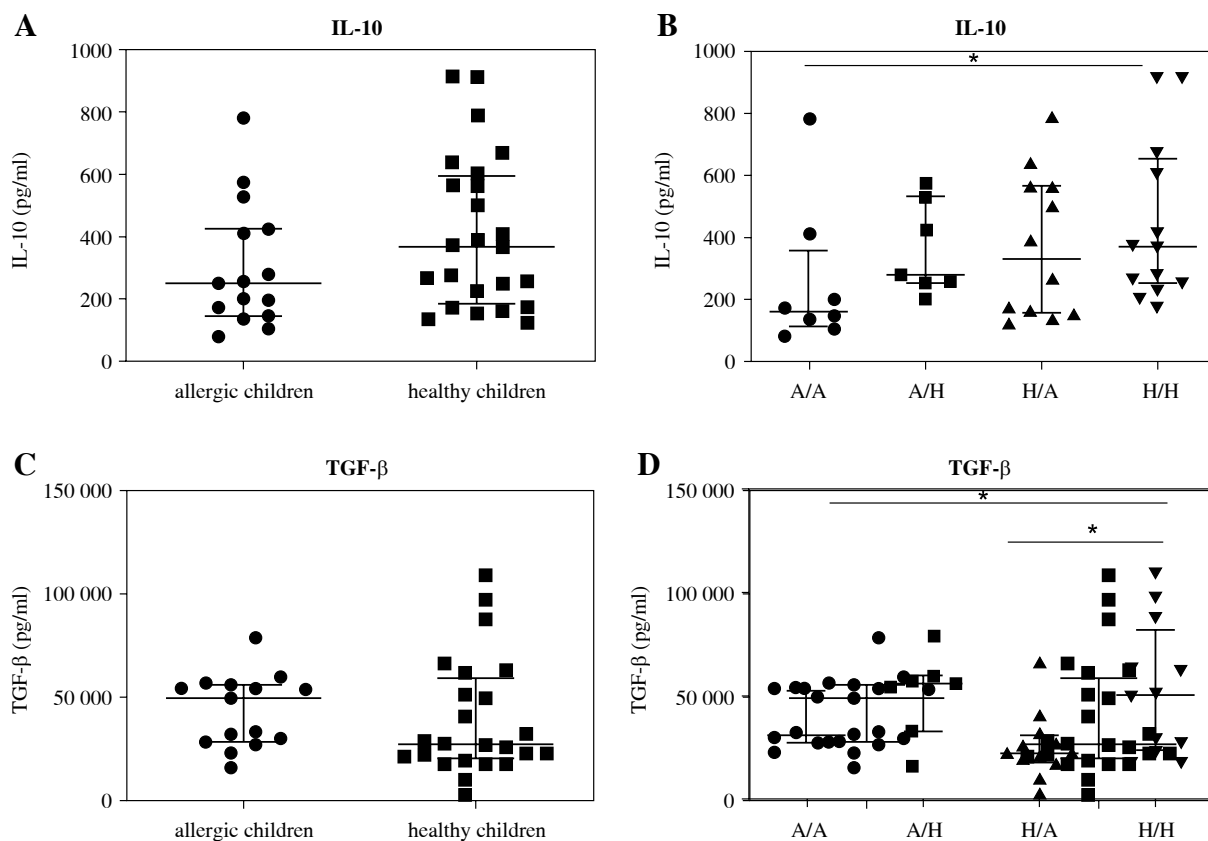 A
IL-10
1000
800
600
400
200
0
IL-10 (pg/ml)
allergic children
healthy children
B
IL-10
*
1000
800
600
400
200
0
IL-10 (pg/ml)
A/A
A/H
H/A
H/H
C
TGF-β
150 000
100 000
50 000
0
TGF-β (pg/ml)
allergic children
healthy children
D
TGF-β
*
*
150 000
100 000
50 000
0
TGF-β (pg/ml)
A/A
A/H
H/A
H/H